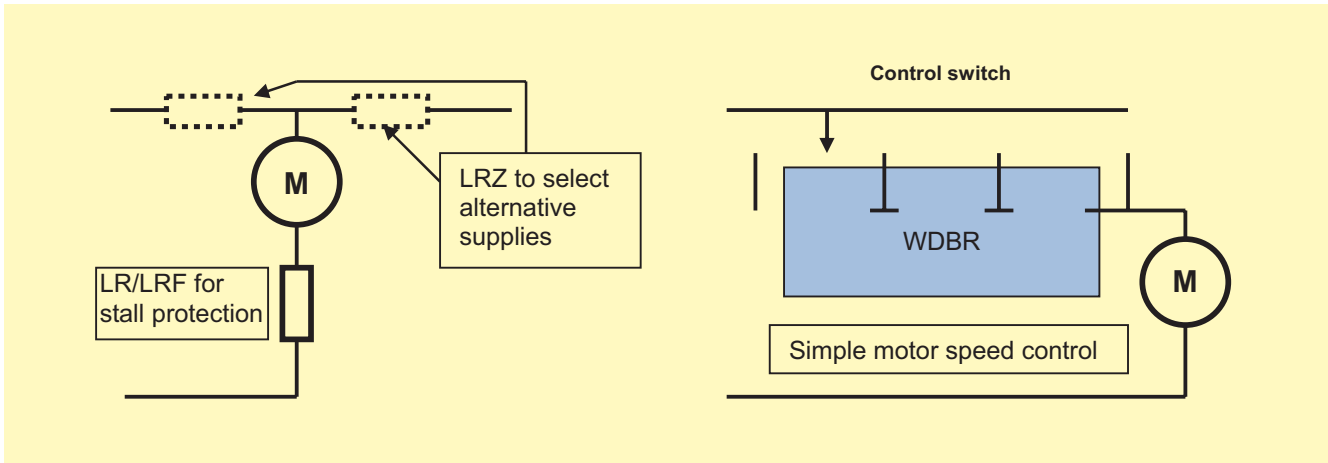 M
LRZ to select
alternative
supplies
LR/LRF for
stall protection
Control switch
WDBR
M
Simple motor speed control